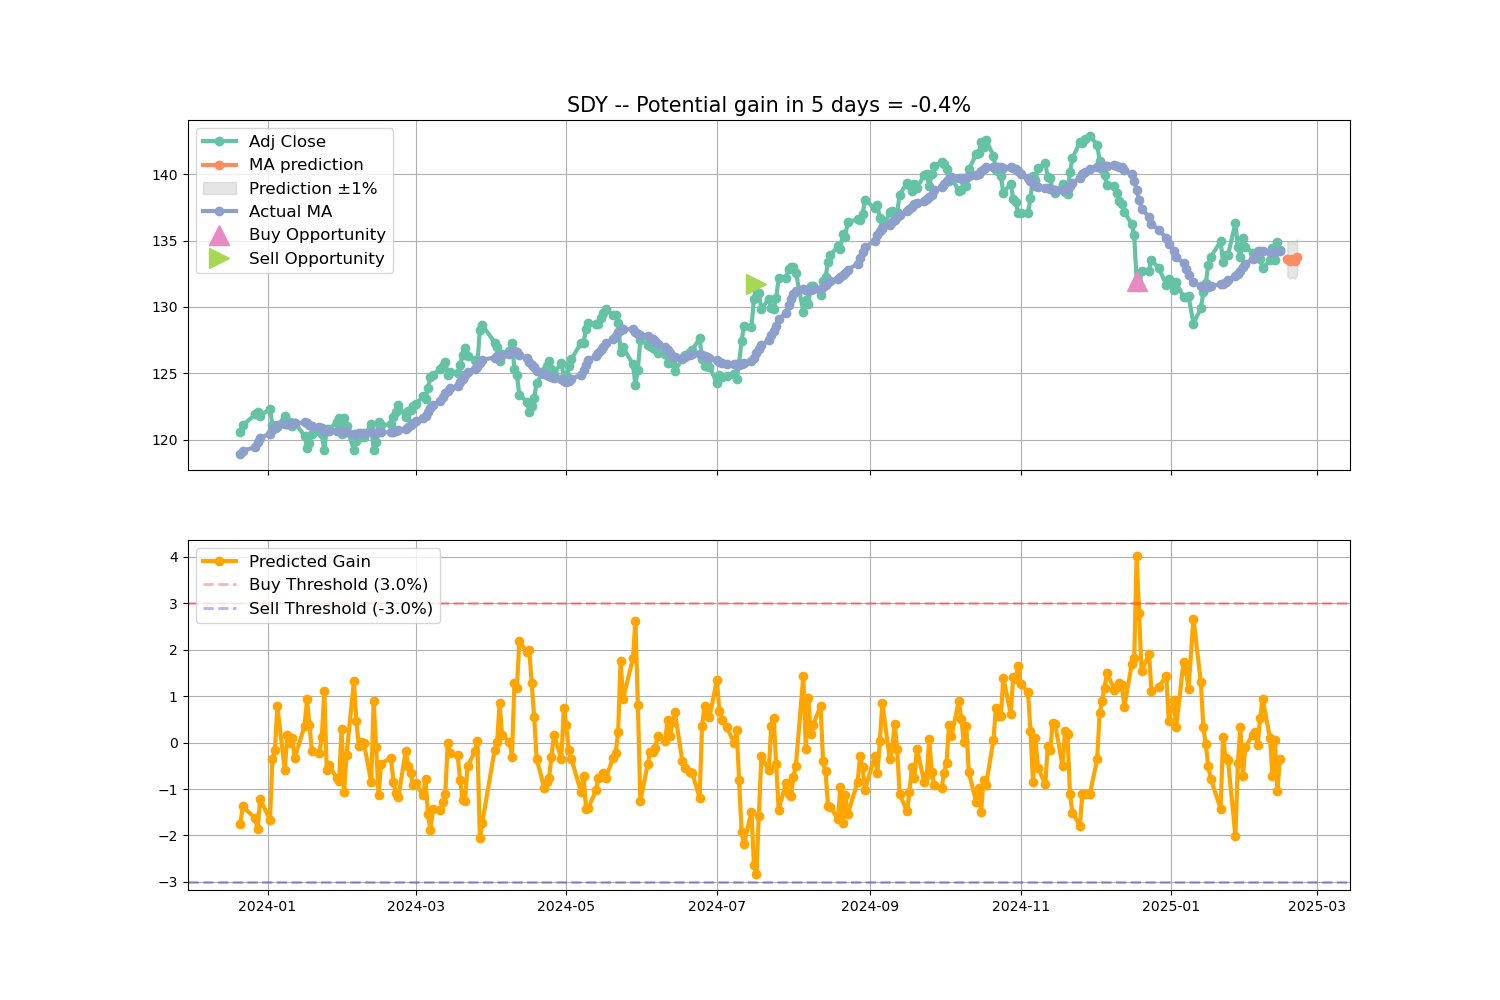 SDY -- Potential gain in 5 days = -0.4%
Adj Close
MA prediction
Prediction ±1%
Actual MA
Buy Opportunity
Sell Opportunity
140
135
130
125
120
Predicted Gain
Buy Threshold (3.0%)
Sell Threshold (-3.0%)
4
3
2
1
0
−1
−2
−3
2024-01 2024-03 2024-05 2024-07 2024-09 2024-11 2025-01 2025-03